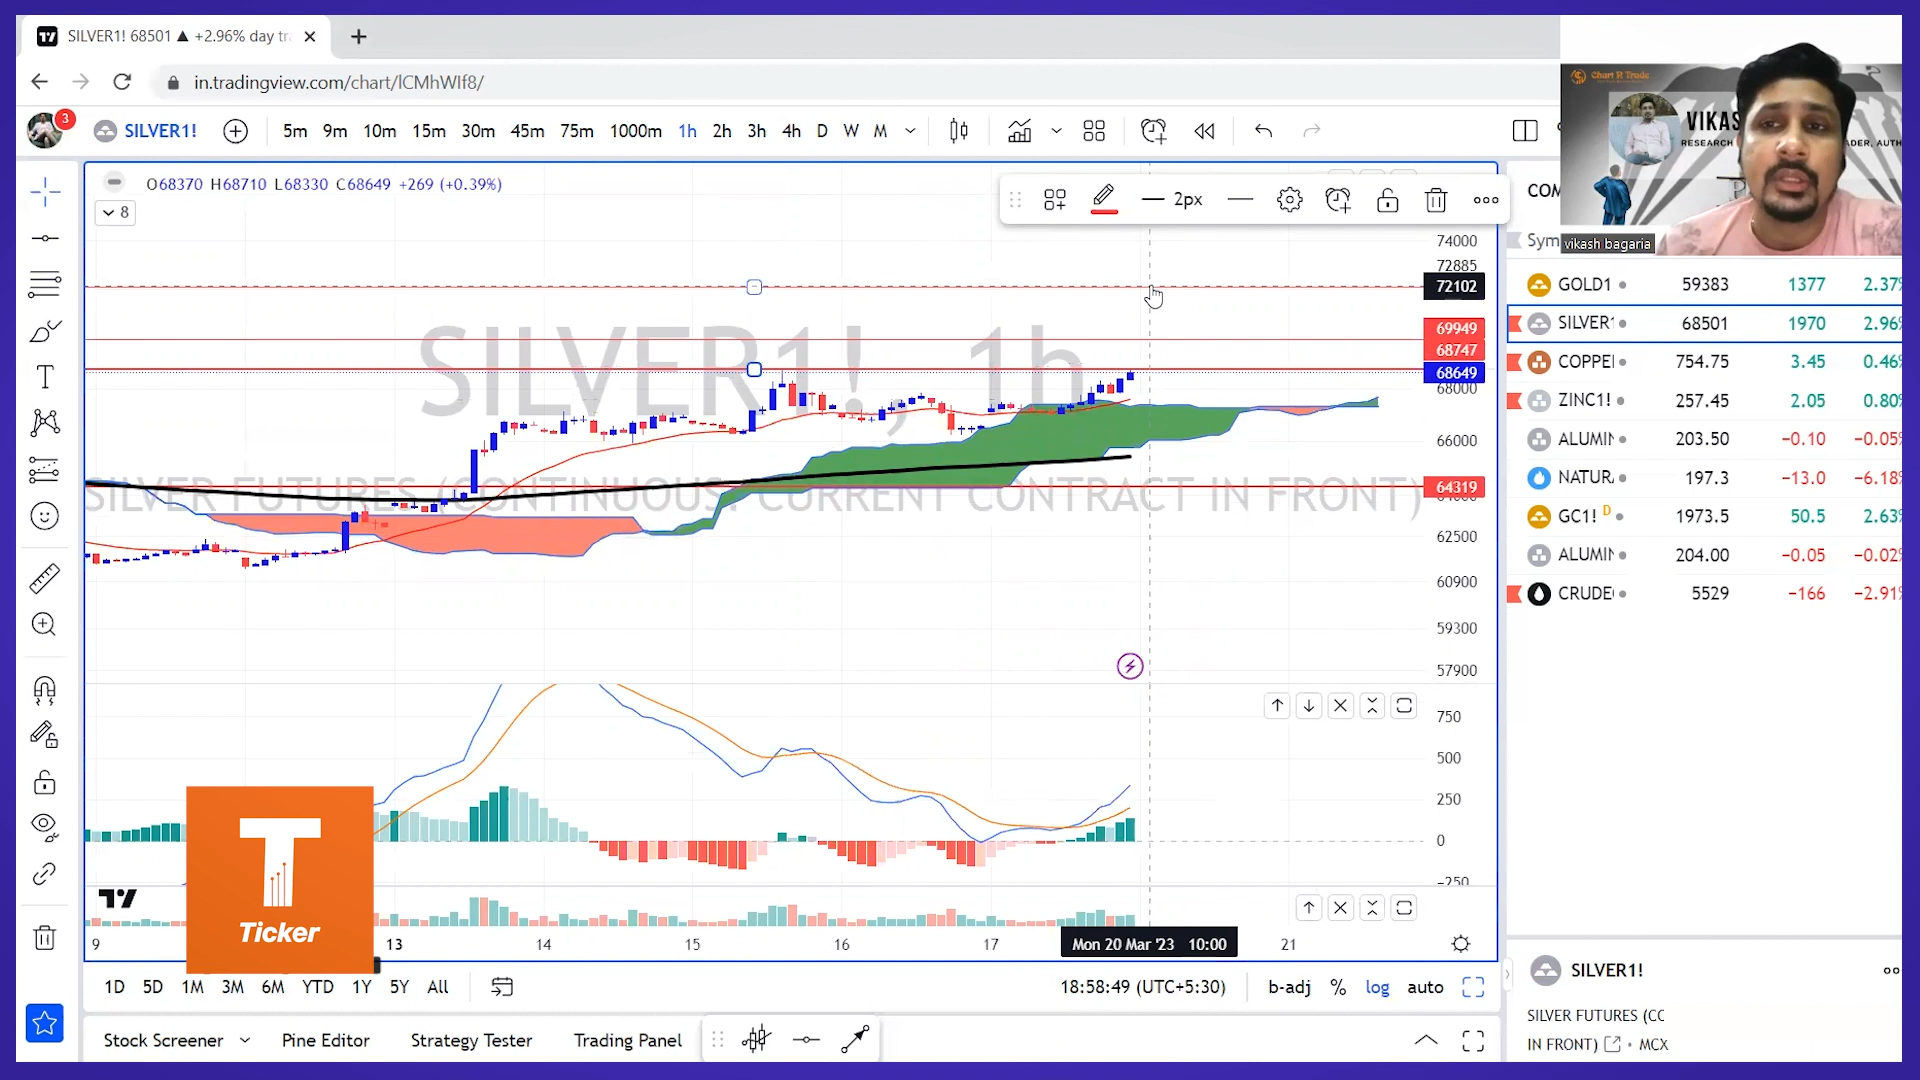 SILVER1! 68501 ▲ +2.96% day tr
in.tradingview.com/chart/lCMhWIf8/
3
SILVER1! 5m 9m 10m 15m 30m 45m 75m 1000m 1h 2h 3h 4h D W M
O68370 H68710 L68330 C68649 +269 (+0.39%)
8
2px
74000
72885
72102
69949
68747
68649
68000
66000
64319
62500
60900
59300
57900
SILVER1!, 1h
SILVER FUTURES (CONTINUOUS: CURRENT CONTRACT IN FRONT)
750
500
250
0
−250
9 13 14 15 16 17 Mon 20 Mar '23 10:00 21
T
Ticker
1D 5D 1M 3M 6M YTD 1Y 5Y All
18:58:49 (UTC+5:30) b-adj % log auto
Stock Screener Pine Editor Strategy Tester Trading Panel
Chart N Trade
VIKAS
RESEARCH
ADER, AUTH
vikash bagaria
COM
Sym
GOLD1 59383 1377 2.37%
SILVER1 68501 1970 2.96%
COPPE 754.75 3.45 0.46%
ZINC1! 257.45 2.05 0.80%
ALUMIN 203.50 −0.10 −0.05%
NATUR 197.3 −13.0 −6.18%
GC1! D 1973.5 50.5 2.63%
ALUMIN 204.00 −0.05 −0.02%
CRUDE 5529 −166 −2.91%
SILVER1!
SILVER FUTURES (CC
IN FRONT) • MCX